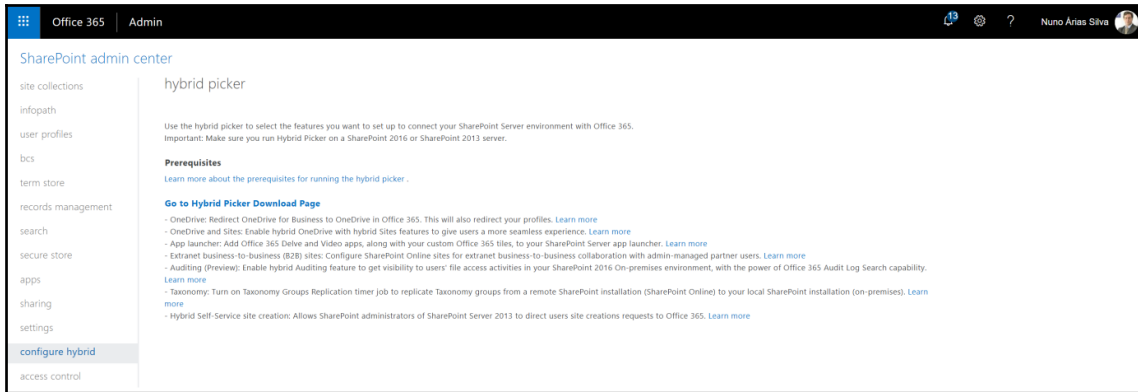 Office 365
Admin
13
?
Nuno Árias Silva
SharePoint admin center
site collections
infopath
user profiles
bcs
term store
records management
search
secure store
apps
sharing
settings
configure hybrid
access control
hybrid picker
Use the hybrid picker to select the features you want to set up to connect your SharePoint Server environment with Office 365.
Important: Make sure you run Hybrid Picker on a SharePoint 2016 or SharePoint 2013 server.
Prerequisites
Learn more about the prerequisites for running the hybrid picker .
Go to Hybrid Picker Download Page
- OneDrive: Redirect OneDrive for Business to OneDrive in Office 365. This will also redirect your profiles. Learn more
- OneDrive and Sites: Enable hybrid OneDrive with hybrid Sites features to give users a more seamless experience. Learn more
- App launcher: Add Office 365 Delve and Video apps, along with your custom Office 365 tiles, to your SharePoint Server app launcher. Learn more
- Extranet business-to-business (B2B) sites: Configure SharePoint Online sites for extranet business-to-business collaboration with admin-managed partner users. Learn more
- Auditing (Preview): Enable hybrid Auditing feature to get visibility to users' file access activities in your SharePoint 2016 On-premises environment, with the power of Office 365 Audit Log Search capability.
Learn more
- Taxonomy: Turn on Taxonomy Groups Replication timer job to replicate Taxonomy groups from a remote SharePoint installation (SharePoint Online) to your local SharePoint installation (on-premises). Learn
more
- Hybrid Self-Service site creation: Allows SharePoint administrators of SharePoint Server 2013 to direct users site creations requests to Office 365. Learn more